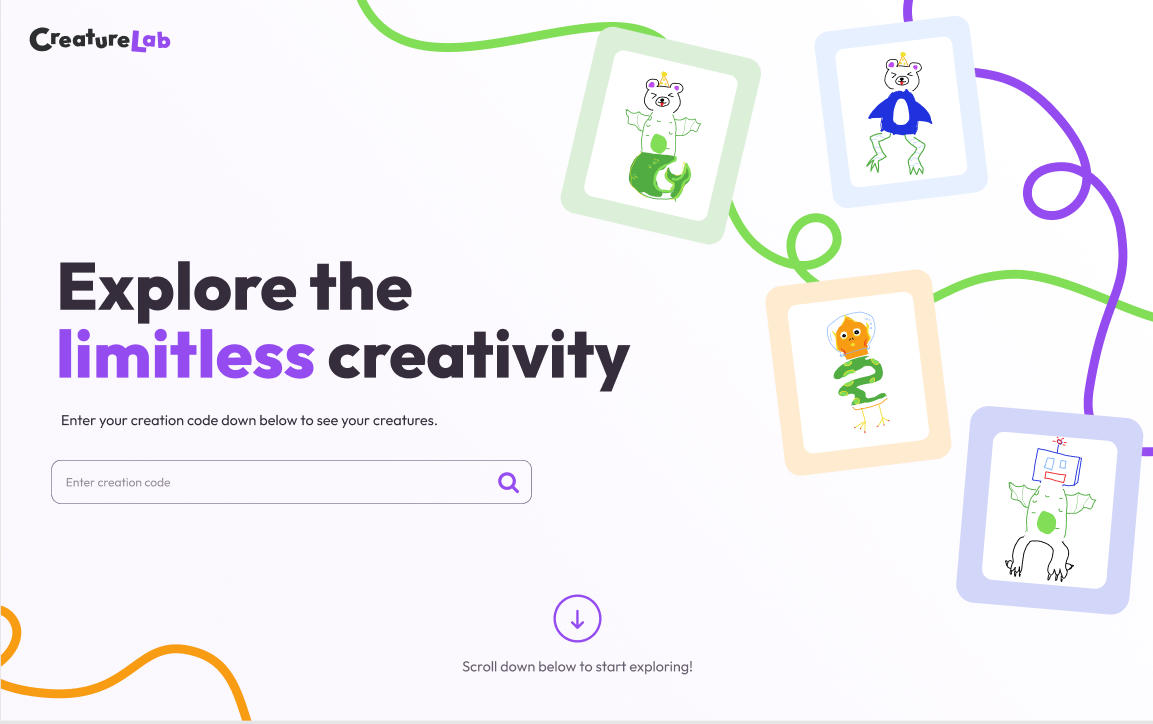 CreatureLab
Explore the
limitless creativity
Enter your creation code down below to see your creatures.
Enter creation code
Scroll down below to start exploring!